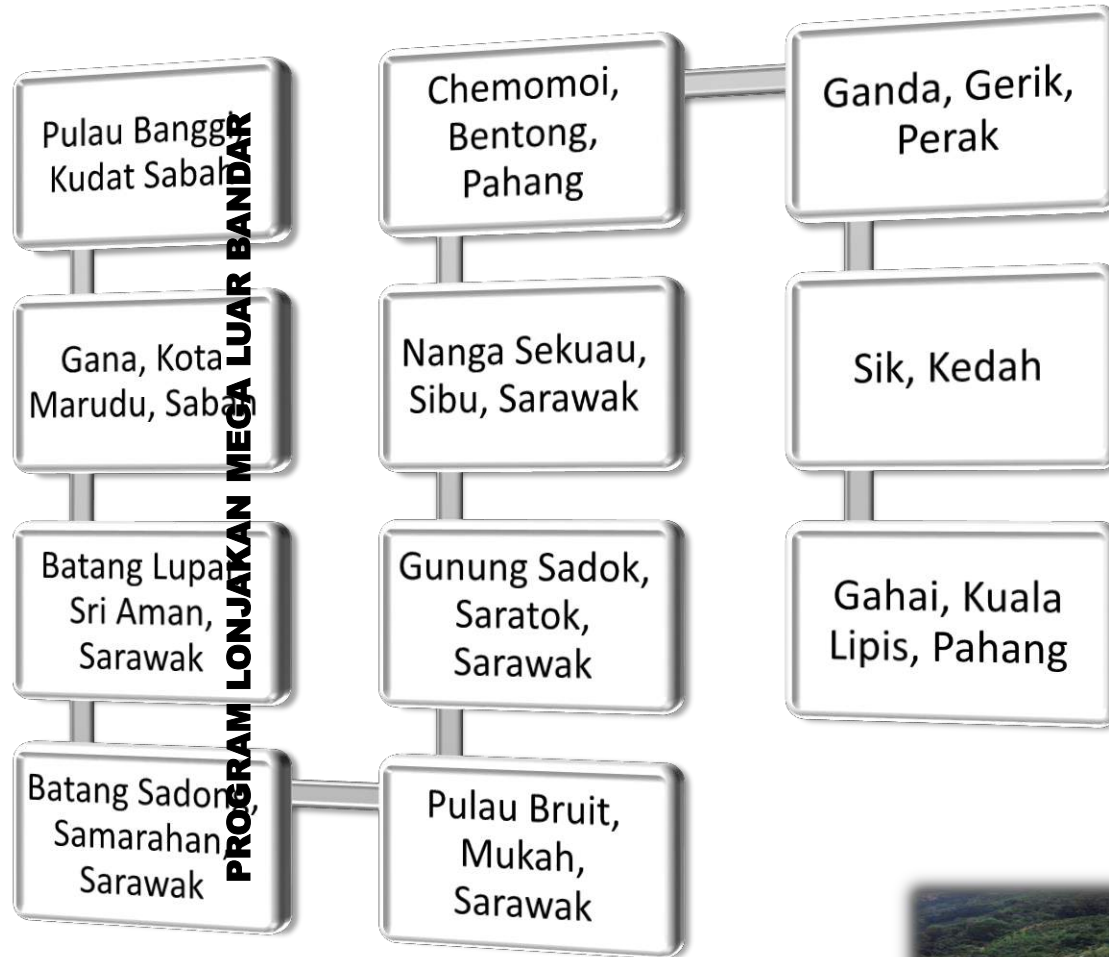 PROGRAM LONJAKAN MEGA LUAR BANDAR
Pulau Banggi,
Kudat Sabah
Gana, Kota
Marudu, Sabah
Batang Lupar,
Sri Aman,
Sarawak
Batang Sadong,
Samarahan,
Sarawak
Chemomoi,
Bentong,
Pahang
Nanga Sekuau,
Sibu, Sarawak
Gunung Sadok,
Saratok,
Sarawak
Pulau Bruit,
Mukah,
Sarawak
Ganda, Gerik,
Perak
Sik, Kedah
Gahai, Kuala
Lipis, Pahang